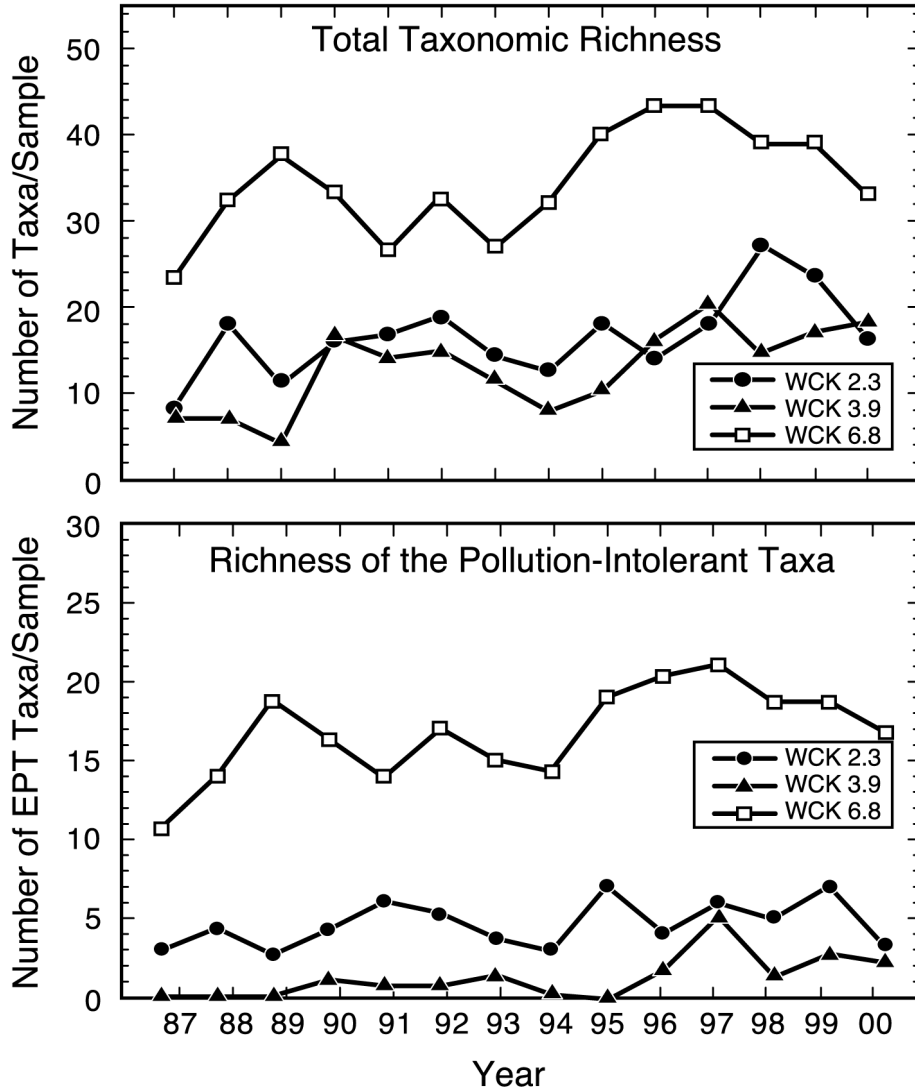 Total Taxonomic Richness
Number of Taxa/Sample
50
40
30
20
10
0
WCK 2.3
WCK 3.9
WCK 6.8
Richness of the Pollution-Intolerant Taxa
Number of EPT Taxa/Sample
30
25
20
15
10
5
0
WCK 2.3
WCK 3.9
WCK 6.8
87 88 89 90 91 92 93 94 95 96 97 98 99 00
Year